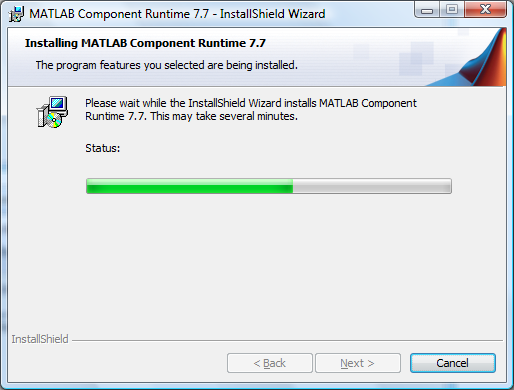 MATLAB Component Runtime 7.7 - InstallShield Wizard
Installing MATLAB Component Runtime 7.7
The program features you selected are being installed.
Please wait while the InstallShield Wizard installs MATLAB Component
Runtime 7.7. This may take several minutes.
Status:
InstallShield
< Back Next > Cancel